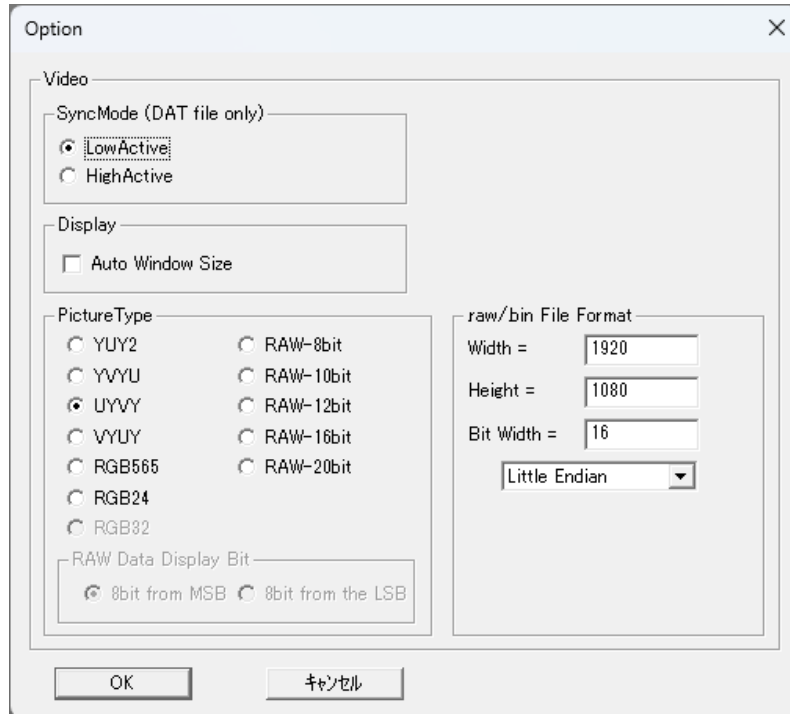 Option
Video
SyncMode (DAT file only)
LowActive
HighActive
Display
Auto Window Size
PictureType
YUY2
YVYU
UYVY
VYUY
RGB565
RGB24
RGB32
RAW-8bit
RAW-10bit
RAW-12bit
RAW-16bit
RAW-20bit
RAW Data Display Bit
8bit from MSB
8bit from the LSB
raw/bin File Format
Width = 1920
Height = 1080
Bit Width = 16
Little Endian
OK
キャンセル